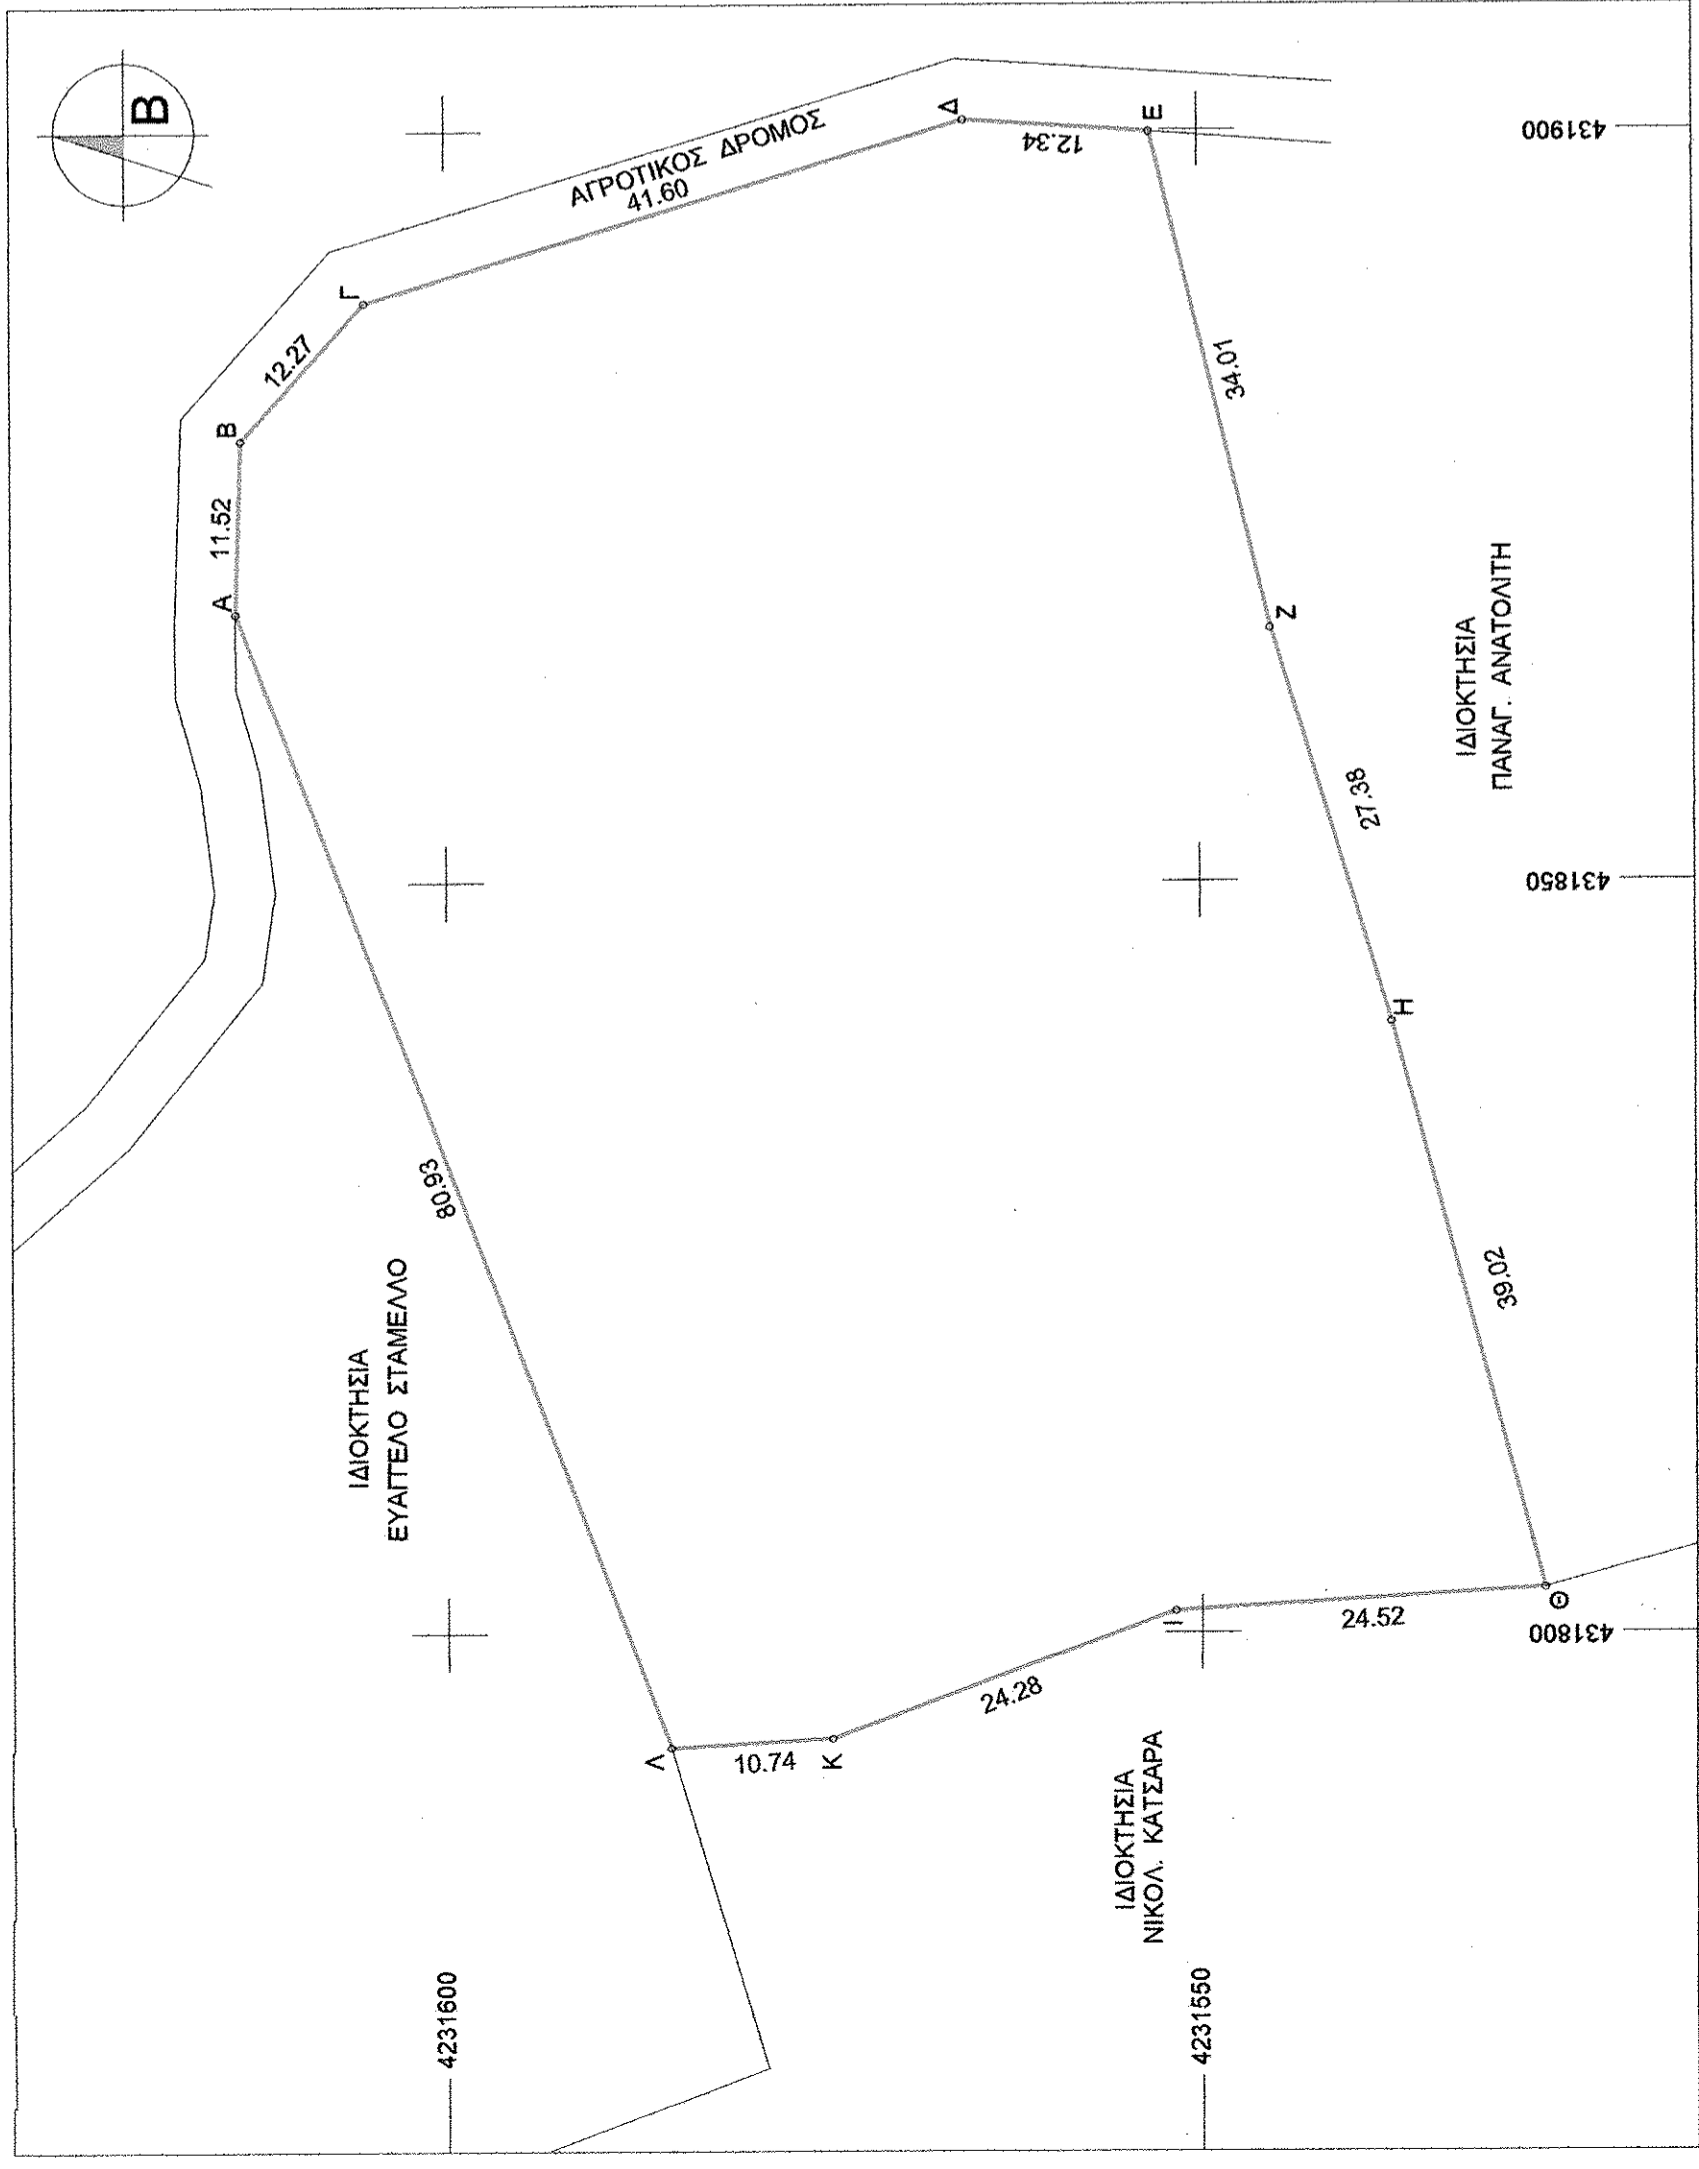 Β
ΑΓΡΟΤΙΚΟΣ ΔΡΟΜΟΣ
41.60
Δ
12.34
Ε
431900
Γ
12.27
Β
11.52
Α
34.01
Ζ
ΙΔΙΟΚΤΗΣΙΑ
ΠΑΝΑΓ. ΑΝΑΤΟΛΙΤΗ
27.38
431850
Η
80.93
39.02
ΙΔΙΟΚΤΗΣΙΑ
ΕΥΑΓΓΕΛΟ ΣΤΑΜΕΛΛΟ
Θ
431800
24.52
Ι
24.28
Κ
10.74
Λ
ΙΔΙΟΚΤΗΣΙΑ
ΝΙΚΟΛ. ΚΑΤΣΑΡΑ
4231600
4231550